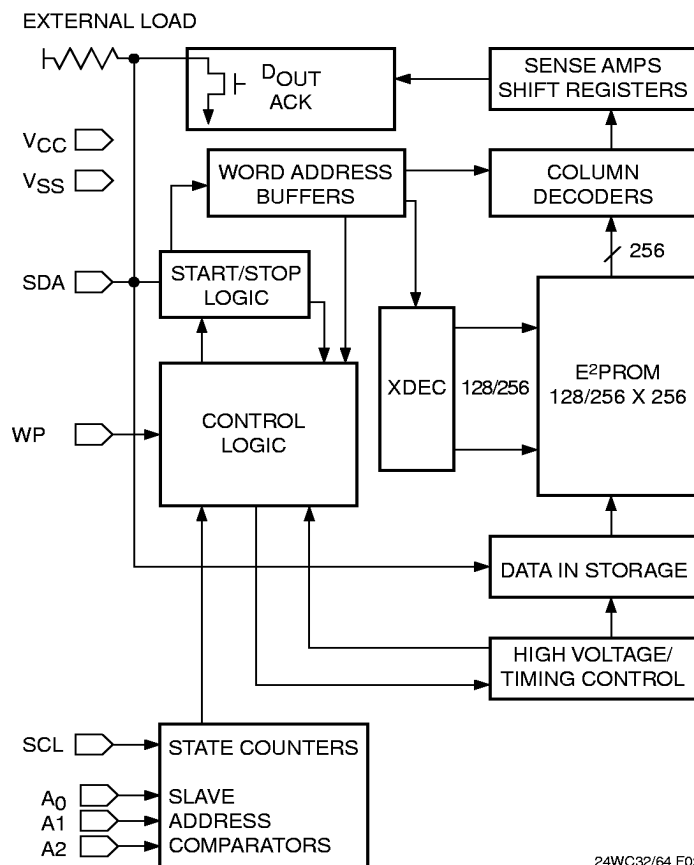 EXTERNAL LOAD
DOUT
ACK
SENSE AMPS
SHIFT REGISTERS
VCC
VSS
WORD ADDRESS
BUFFERS
COLUMN
DECODERS
256
SDA
START/STOP
LOGIC
XDEC
128/256
E²PROM
128/256 X 256
WP
CONTROL
LOGIC
DATA IN STORAGE
HIGH VOLTAGE/
TIMING CONTROL
SCL
STATE COUNTERS
A0
SLAVE
A1
ADDRESS
A2
COMPARATORS
24WC32/64